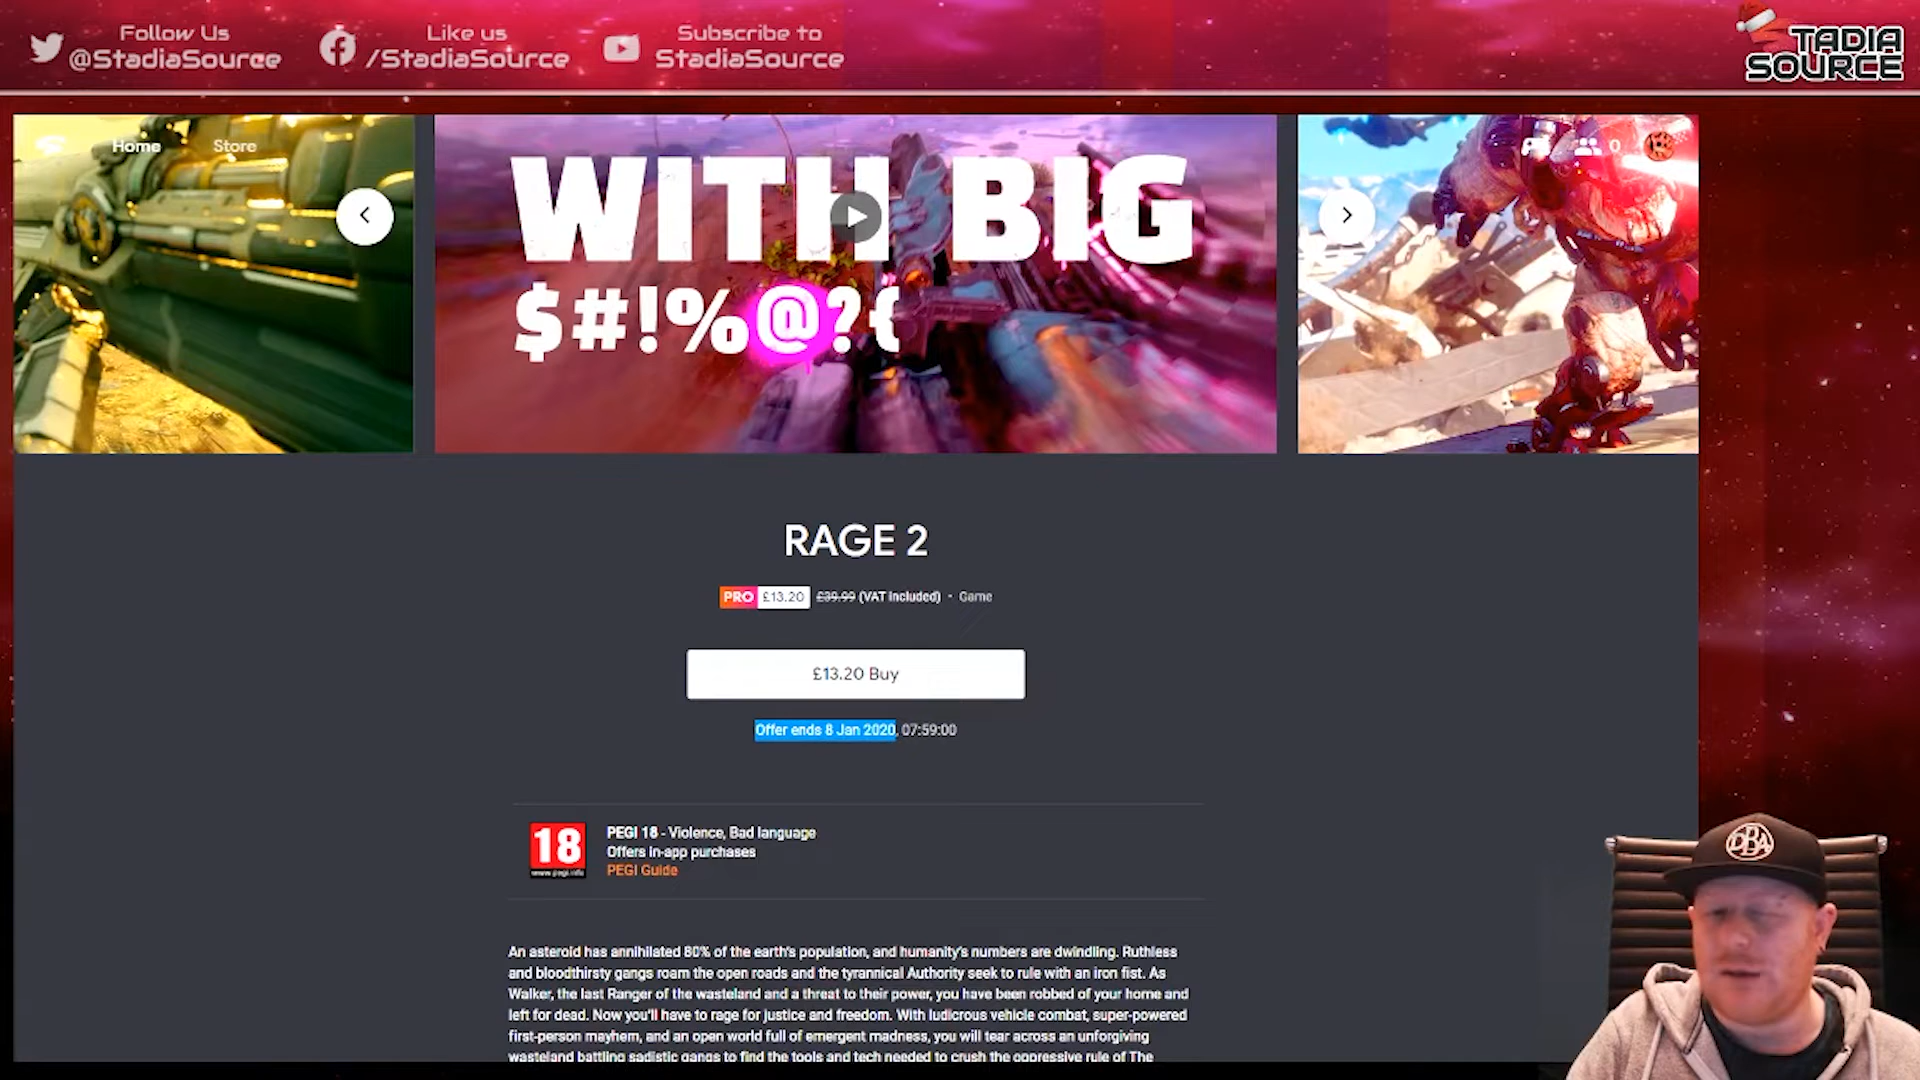 Follow Us
@StadiaSource
Like us
/StadiaSource
Subscribe to
StadiaSource
TADIA
SOURCE
Home
Store
0
WITH BIG
$#!%@?{
RAGE 2
PRO £13.20 £39.99 (VAT included) • Game
£13.20 Buy
Offer ends 8 Jan 2020, 07:59:00
18
www.pegi.info
PEGI 18 - Violence, Bad language
Offers in-app purchases
PEGI Guide
An asteroid has annihilated 80% of the earth's population, and humanity's numbers are dwindling. Ruthless
and bloodthirsty gangs roam the open roads and the tyrannical Authority seek to rule with an iron fist. As
Walker, the last Ranger of the wasteland and a threat to their power, you have been robbed of your home and
left for dead. Now you'll have to rage for justice and freedom. With ludicrous vehicle combat, super-powered
first-person mayhem, and an open world full of emergent madness, you will tear across an unforgiving
wasteland battling sadistic gangs to find the tools and tech needed to crush the oppressive rule of The
DBA